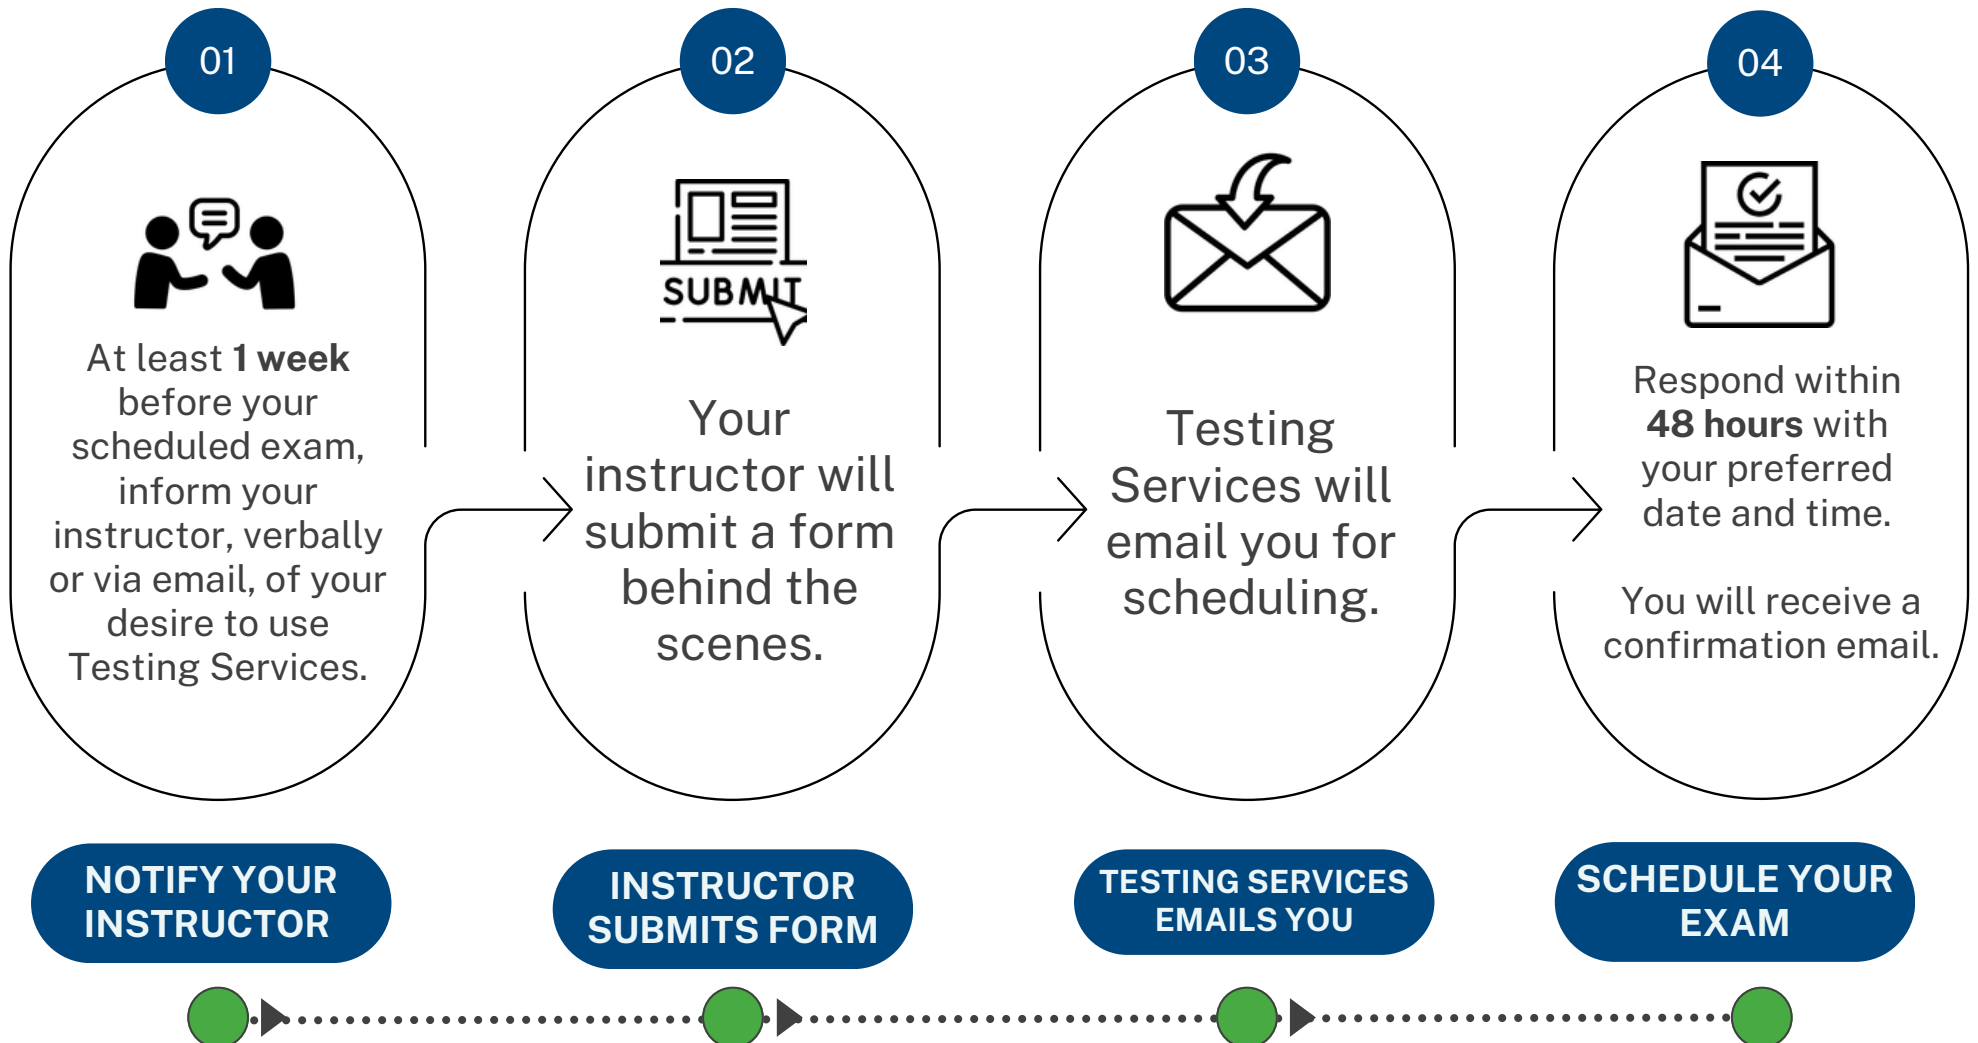 01
At least 1 week
before your
scheduled exam,
inform your
instructor, verbally
or via email, of your
desire to use
Testing Services.
NOTIFY YOUR
INSTRUCTOR
02
SUBMIT
Your
instructor will
submit a form
behind the
scenes.
INSTRUCTOR
SUBMITS FORM
03
Testing
Services will
email you for
scheduling.
TESTING SERVICES
EMAILS YOU
04
Respond within
48 hours with
your preferred
date and time.
You will receive a
confirmation email.
SCHEDULE YOUR
EXAM